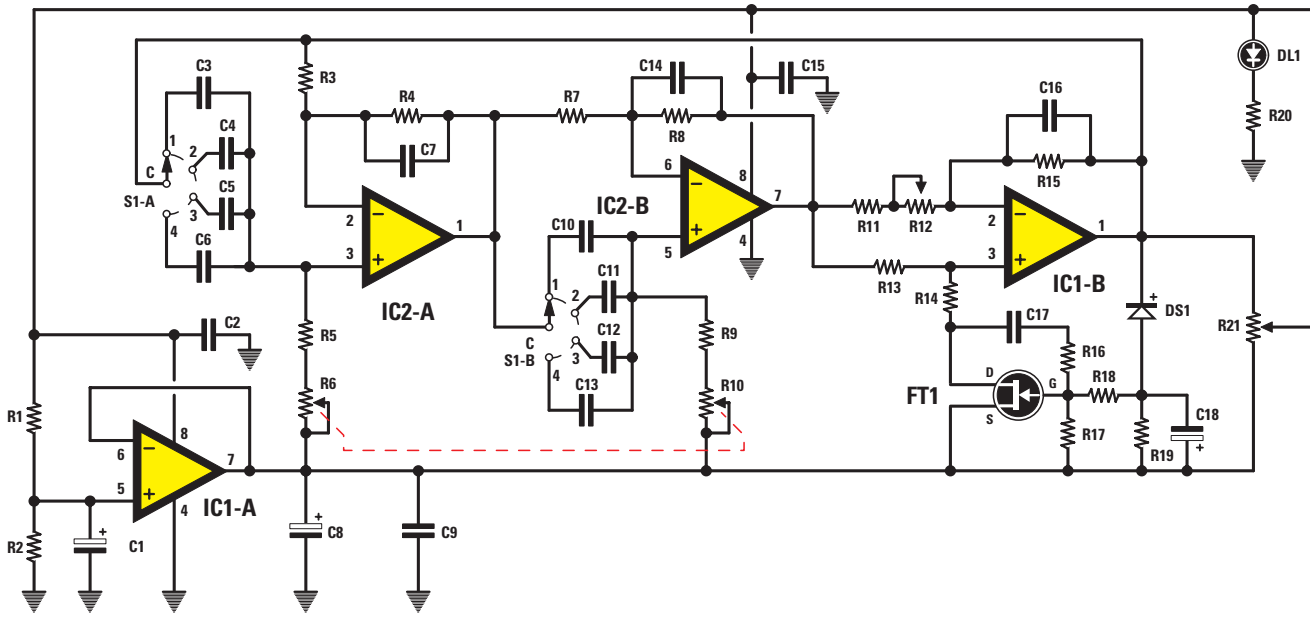 DL1
R20
C3
R3
C14
C15
C16
R4
R7
R8
C7
R15
1
2
C4
C
S1-A
C5
3
4
C6
6
8
7
IC2-B
5
+
−
4
2
−
1
3
+
IC2-A
C10
1
2
C11
C
S1-B
C12
3
4
C13
R11
R12
R13
R14
2
−
1
3
+
IC1-B
DS1
+
R21
C2
R5
R6
R9
R10
C17
R16
R18
D
G
FT1
S
R17
R19
C18
+
R1
8
6
−
7
5
+
IC1-A
4
R2
+
C1
+
C8
C9